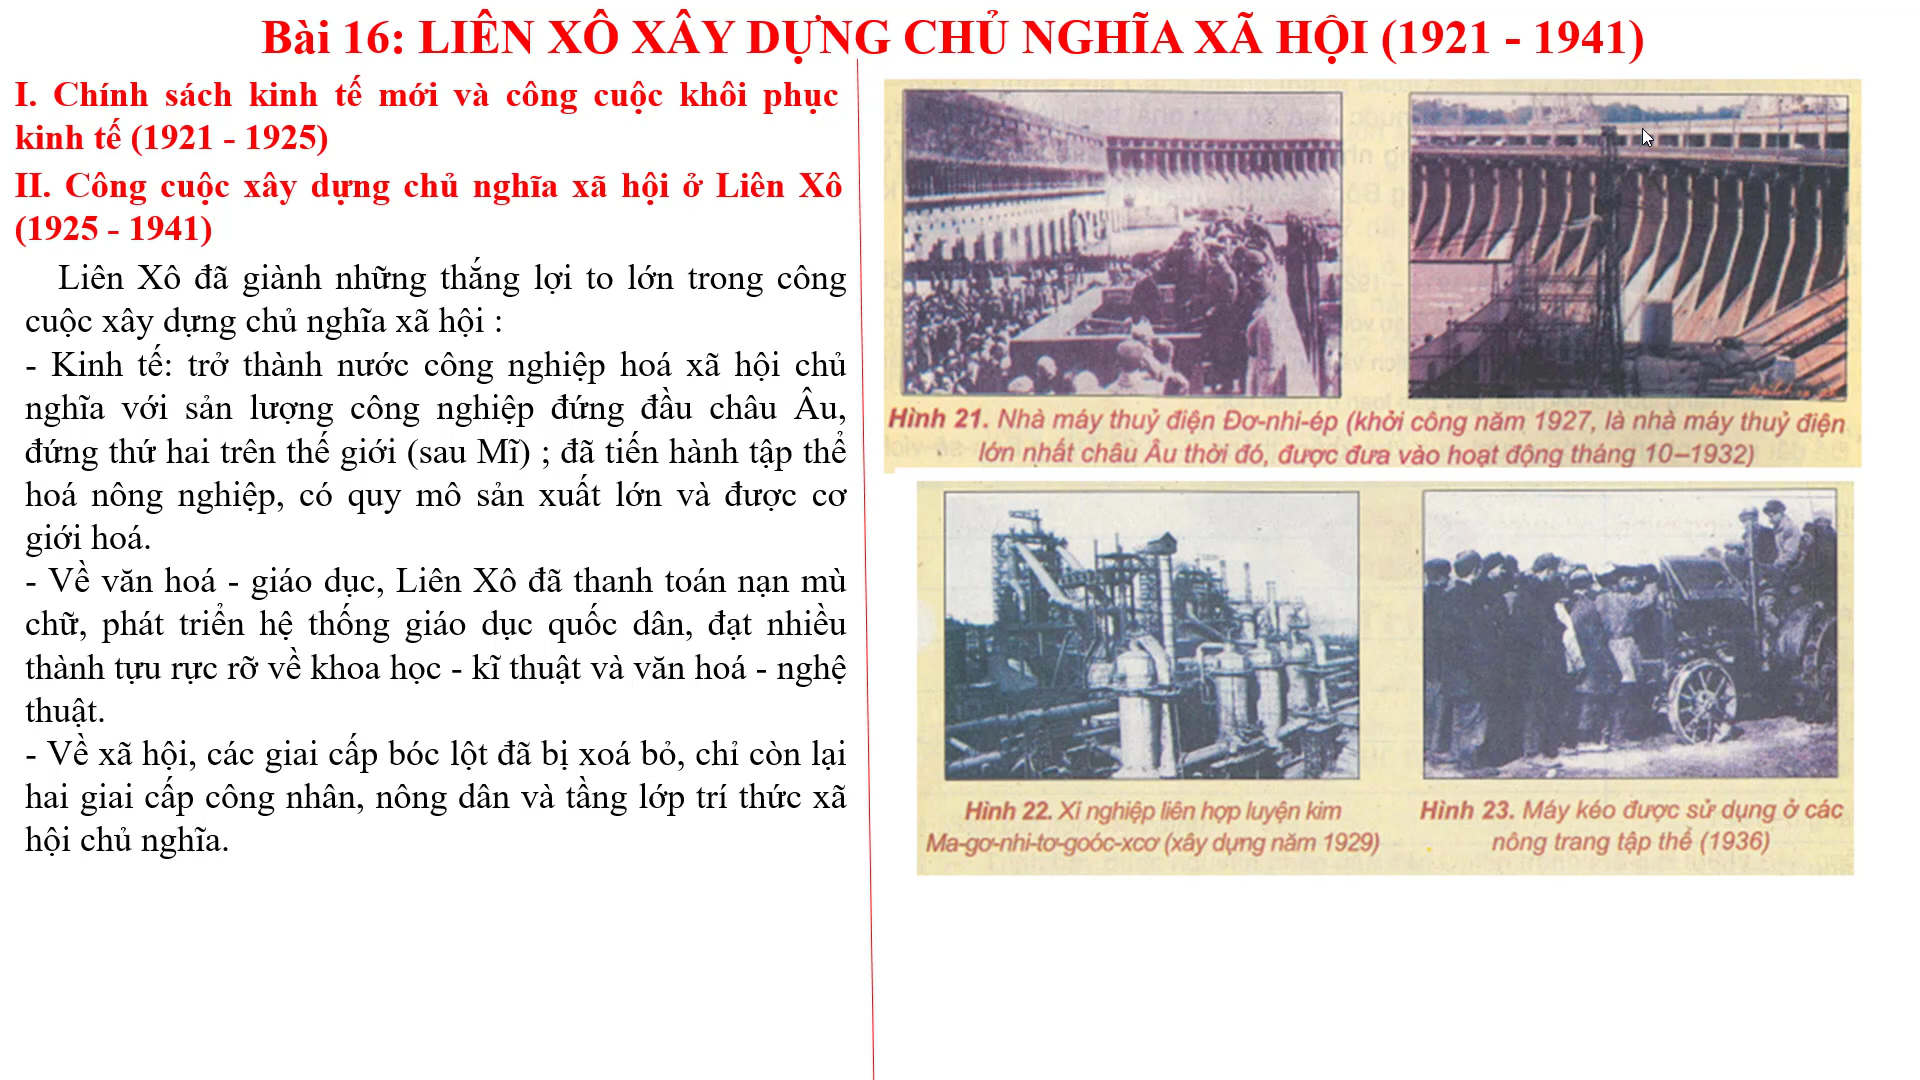 Bài 16: LIÊN XÔ XÂY DỰNG CHỦ NGHĨA XÃ HỘI (1921 - 1941)
I. Chính sách kinh tế mới và công cuộc khôi phục
kinh tế (1921 - 1925)
II. Công cuộc xây dựng chủ nghĩa xã hội ở Liên Xô
(1925 - 1941)
Liên Xô đã giành những thắng lợi to lớn trong công
cuộc xây dựng chủ nghĩa xã hội :
- Kinh tế: trở thành nước công nghiệp hoá xã hội chủ
nghĩa với sản lượng công nghiệp đứng đầu châu Âu,
đứng thứ hai trên thế giới (sau Mĩ) ; đã tiến hành tập thể
hoá nông nghiệp, có quy mô sản xuất lớn và được cơ
giới hoá.
- Về văn hoá - giáo dục, Liên Xô đã thanh toán nạn mù
chữ, phát triển hệ thống giáo dục quốc dân, đạt nhiều
thành tựu rực rỡ về khoa học - kĩ thuật và văn hoá - nghệ
thuật.
- Về xã hội, các giai cấp bóc lột đã bị xoá bỏ, chỉ còn lại
hai giai cấp công nhân, nông dân và tầng lớp trí thức xã
hội chủ nghĩa.
Hình 21. Nhà máy thuỷ điện Đơ-nhi-ép (khởi công năm 1927, là nhà máy thuỷ điện
lớn nhất châu Âu thời đó, được đưa vào hoạt động tháng 10–1932)
Hình 22. Xí nghiệp liên hợp luyện kim
Ma-gơ-nhi-tơ-goóc-xcơ (xây dựng năm 1929)
Hình 23. Máy kéo được sử dụng ở các
nông trang tập thể (1936)